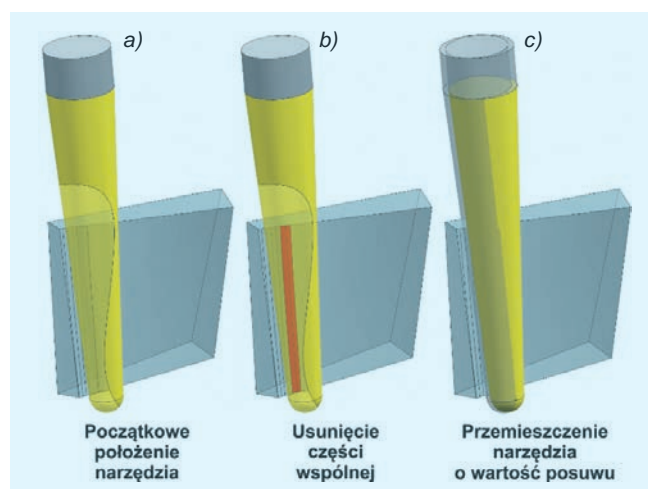 a)
b)
c)
Początkowe
położenie
narzędzia
Usunięcie
części
wspólnej
Przemieszczenie
narzędzia
o wartość posuwu